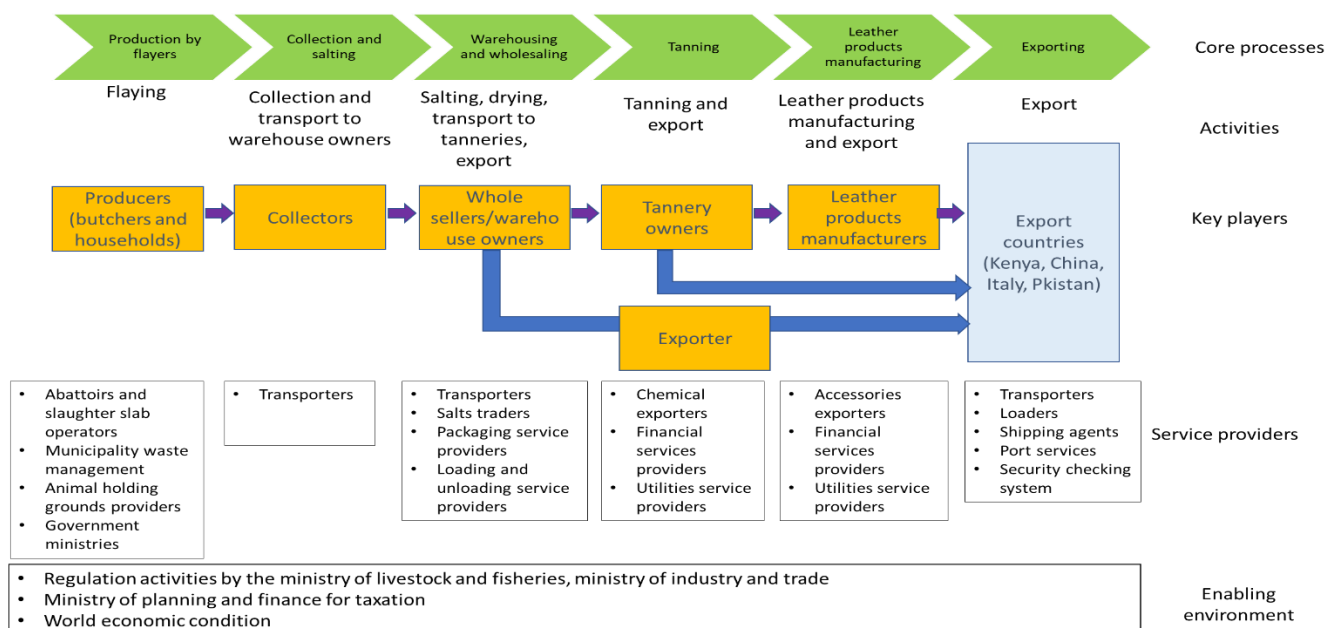 Production by
flayers
Collection and
salting
Warehousing
and wholesaling
Tanning
Leather
products
manufacturing
Exporting
Core processes
Flaying
Collection and
transport to
warehouse owners
Salting, drying,
transport to
tanneries,
export
Tanning and
export
Leather products
manufacturing
and export
Export
Activities
Producers
(butchers and
households)
Collectors
Whole
sellers/wareho
use owners
Tannery
owners
Leather
products
manufacturers
Export
countries
(Kenya, China,
Italy, Pkistan)
Key players
Exporter
• Abattoirs and
slaughter slab
operators
• Municipality waste
management
• Animal holding
grounds providers
• Government
ministries
• Transporters
• Transporters
• Salts traders
• Packaging service
providers
• Loading and
unloading service
providers
• Chemical
exporters
• Financial
services
providers
• Utilities service
providers
• Accessories
exporters
• Financial
services
providers
• Utilities service
providers
• Transporters
• Loaders
• Shipping agents
• Port services
• Security checking
system
Service providers
• Regulation activities by the ministry of livestock and fisheries, ministry of industry and trade
• Ministry of planning and finance for taxation
• World economic condition
Enabling
environment